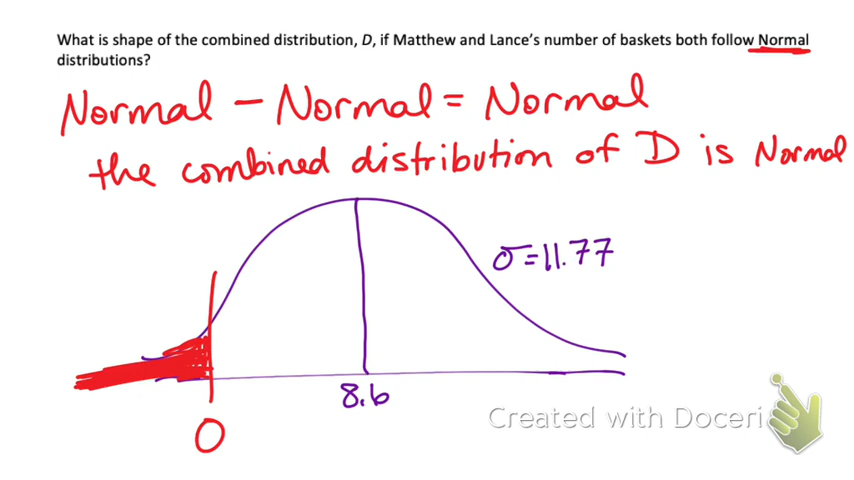 What is shape of the combined distribution, D, if Matthew and Lance's number of baskets both follow Normal
distributions?
Normal - Normal = Normal
the combined distribution of D is Normal
σ=11.77
8.6
0
Created with Doceri